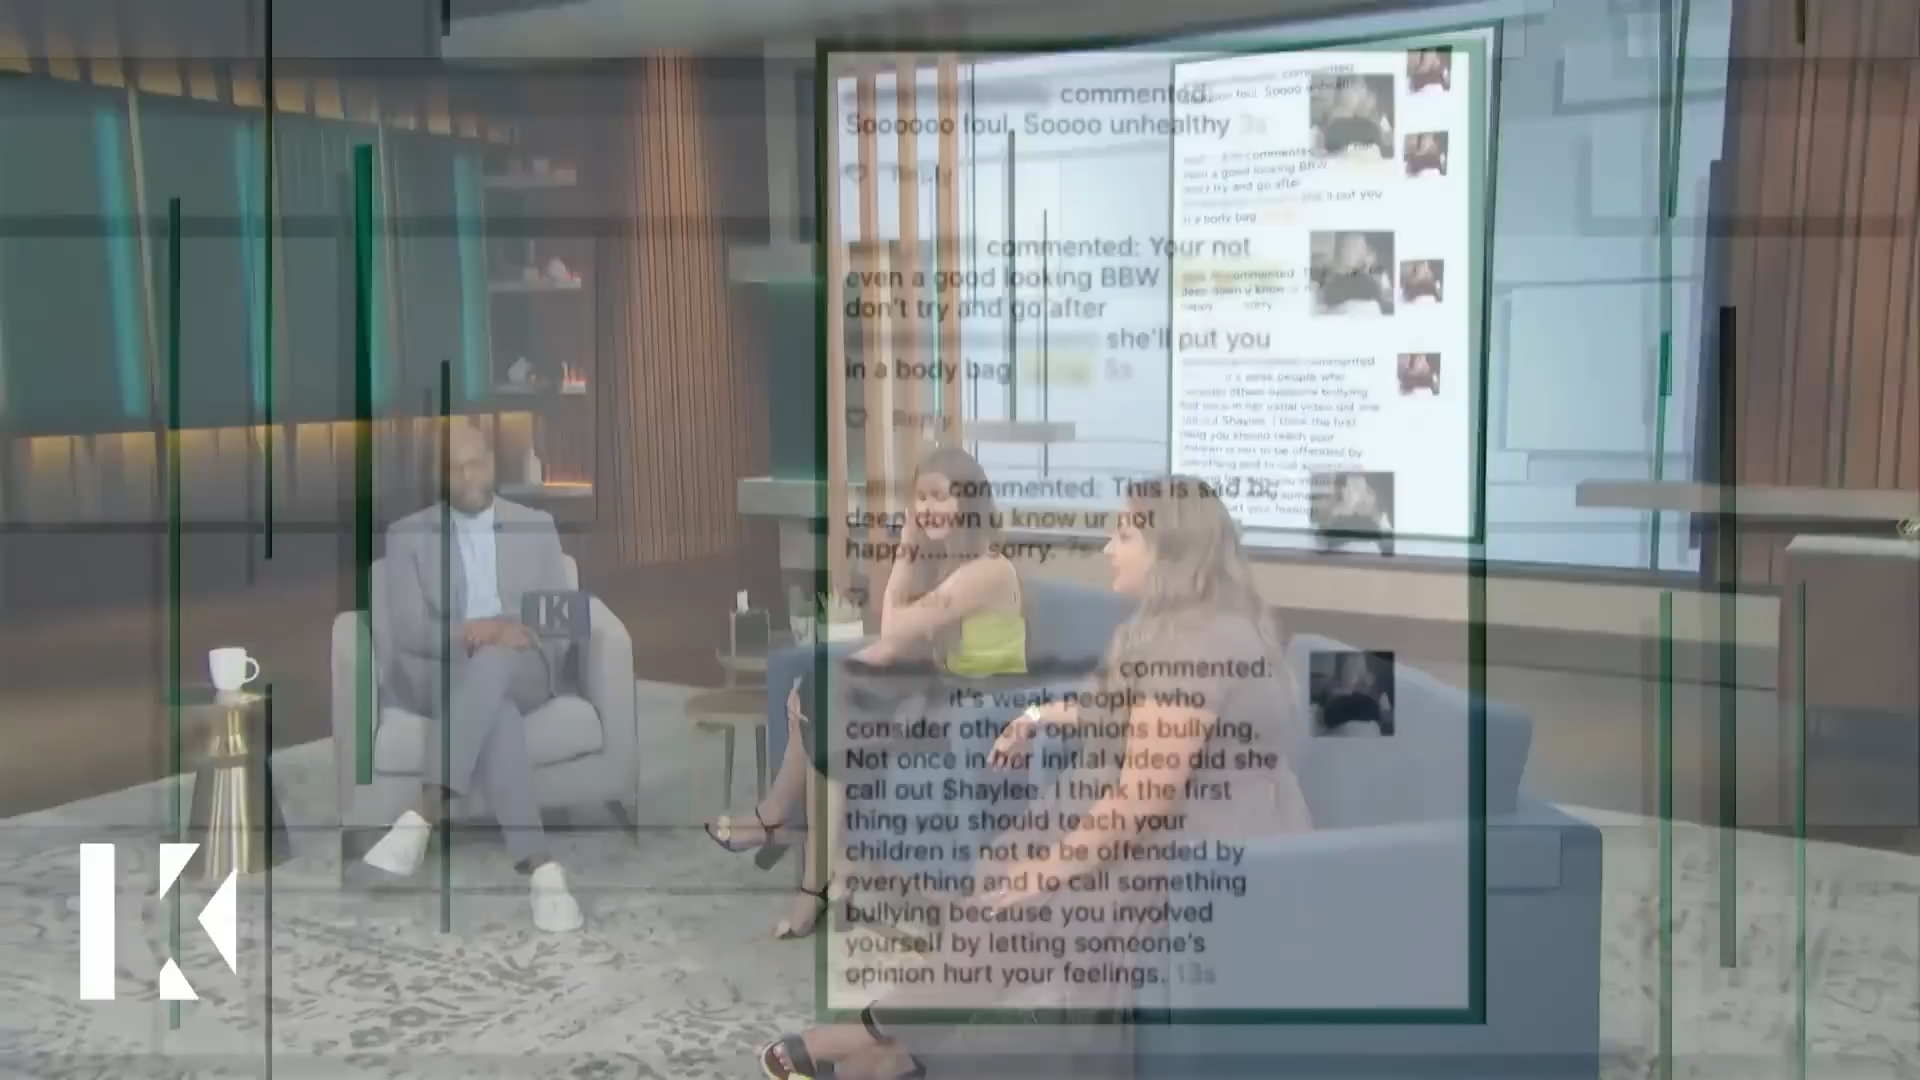 commented:
Soooooo foul. Soooo unhealthy 3s
Reply
commented: Your not
even a good looking BBW
don't try and go after
she'll put you
in a body bag 5s
Reply
commented: This is sad bc
deep down u know ur not
happy........ sorry. 7s
Reply
commented:
it's weak people who
consider others opinions bullying.
Not once in her initial video did she
call out Shaylee. I think the first
thing you should teach your
children is not to be offended by
everything and to call something
bullying because you involved
yourself by letting someone's
opinion hurt your feelings. 13s
K
K